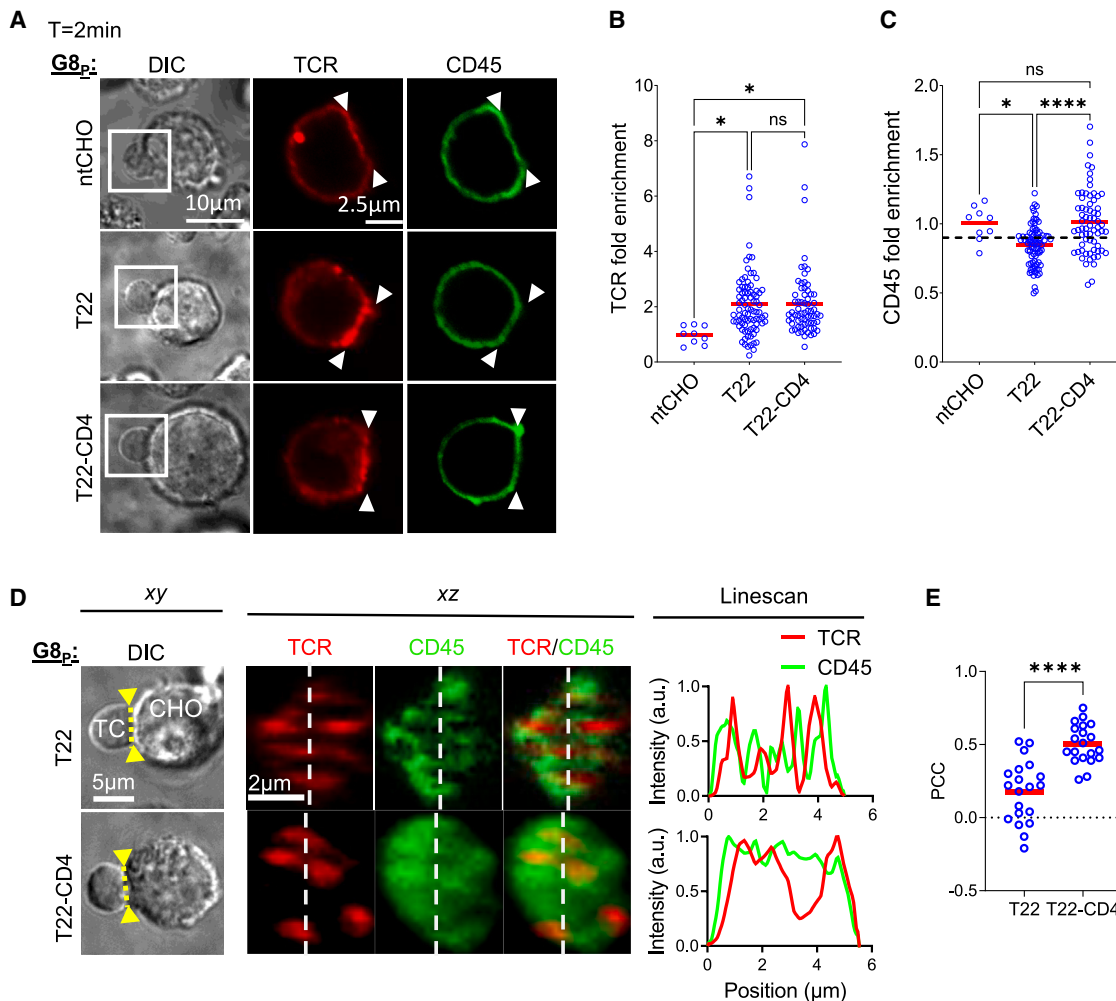 A
T=2min
G8P:
DIC
TCR
CD45
ntCHO
10µm
2.5µm
T22
T22-CD4
B
TCR fold enrichment
10
8
6
4
2
0
*
*
ns
ntCHO
T22
T22-CD4
C
CD45 fold enrichment
2.0
1.5
1.0
0.5
0.0
ns
*
****
ntCHO
T22
T22-CD4
D
xy
xz
Linescan
G8P:
DIC
TCR
CD45
TCR/CD45
TCR
CD45
T22
TC
CHO
5µm
2µm
Intensity (a.u.)
1.0
0.5
0
0
2
4
6
T22-CD4
Intensity (a.u.)
1.0
0.5
0
0
2
4
6
Position (µm)
E
PCC
1.0
0.5
0.0
-0.5
****
T22
T22-CD4